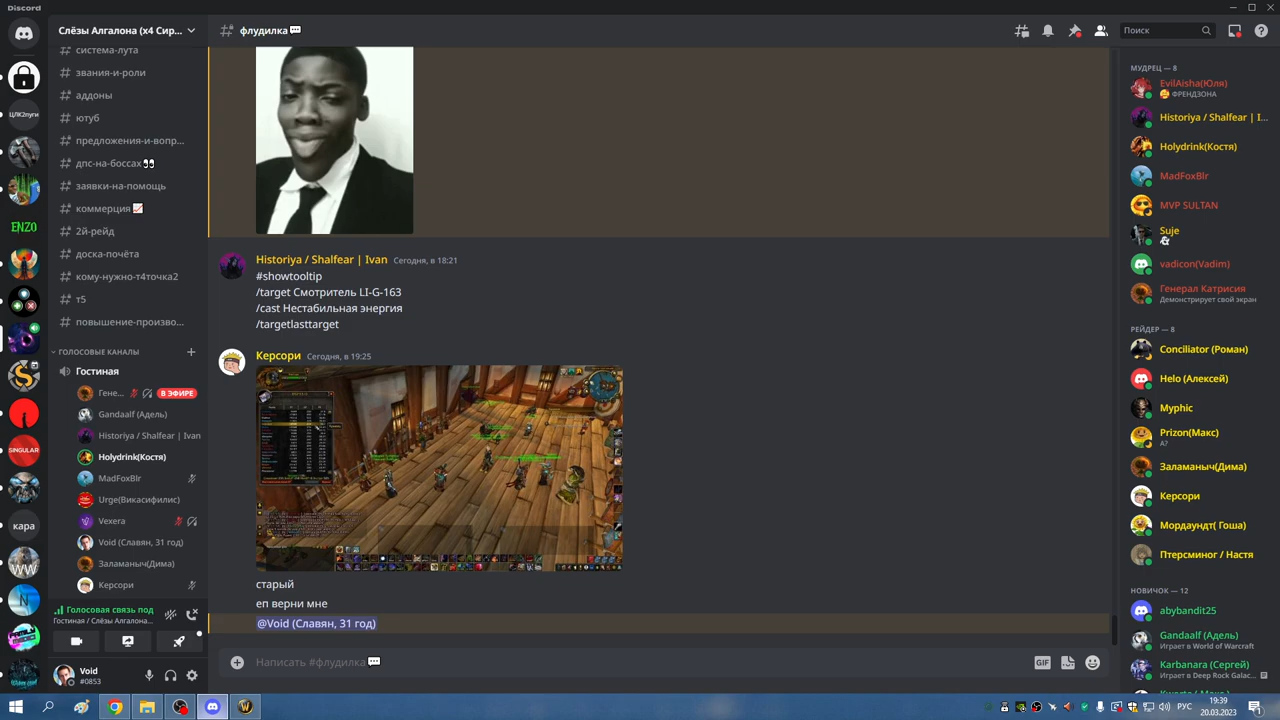 Discord
Слёзы Алгалона (x4 Сир...
система-лута
звания-и-роли
аддоны
ютуб
предложения-и-вопр...
дпс-на-боссах👀
заявки-на-помощь
коммерция📈
2й-рейд
доска-почёта
кому-нужно-т4точка2
т5
повышение-произво...
ГОЛОСОВЫЕ КАНАЛЫ
Гостиная
Гене... В ЭФИРЕ
Gandaalf (Адель)
Historiya / Shalfear | Ivan
Holydrink(Костя)
MadFoxBlr
Urge(Викасифилис)
Vexera
Void (Славян, 31 год)
Заламаныч(Дима)
Керсори
Голосовая связь под
Гостиная / Слёзы Алгалона...
Void
#0853
ЦЛК2пуги
ENZO
SINGULAR
кара
WW
флудилка💬
Поиск
Historiya / Shalfear | Ivan Сегодня, в 18:21
#showtooltip
/target Смотритель LI-G-163
/cast Нестабильная энергия
/targetlasttarget
Керсори Сегодня, в 19:25
старый
еп верни мне
@Void (Славян, 31 год)
Написать #флудилка💬
GIF
МУДРЕЦ — 8
EvilAisha(Юля)
ФРЕНДЗОНА
Historiya / Shalfear | I...
Holydrink(Костя)
MadFoxBlr
MVP SULTAN
Suje
vadicon(Vadim)
Генерал Катрисия
Демонстрирует свой экран
РЕЙДЕР — 8
Conciliator (Роман)
Helo (Алексей)
Myphic
Prizon(Макс)
А?
Заламаныч(Дима)
Керсори
Мордаундт( Гоша)
Птерсминог / Настя
НОВИЧОК — 12
abybandit25
Gandaalf (Адель)
Играет в World of Warcraft
Karbanara (Сергей)
Играет в Deep Rock Galac...
РУС
19:39
20.03.2023